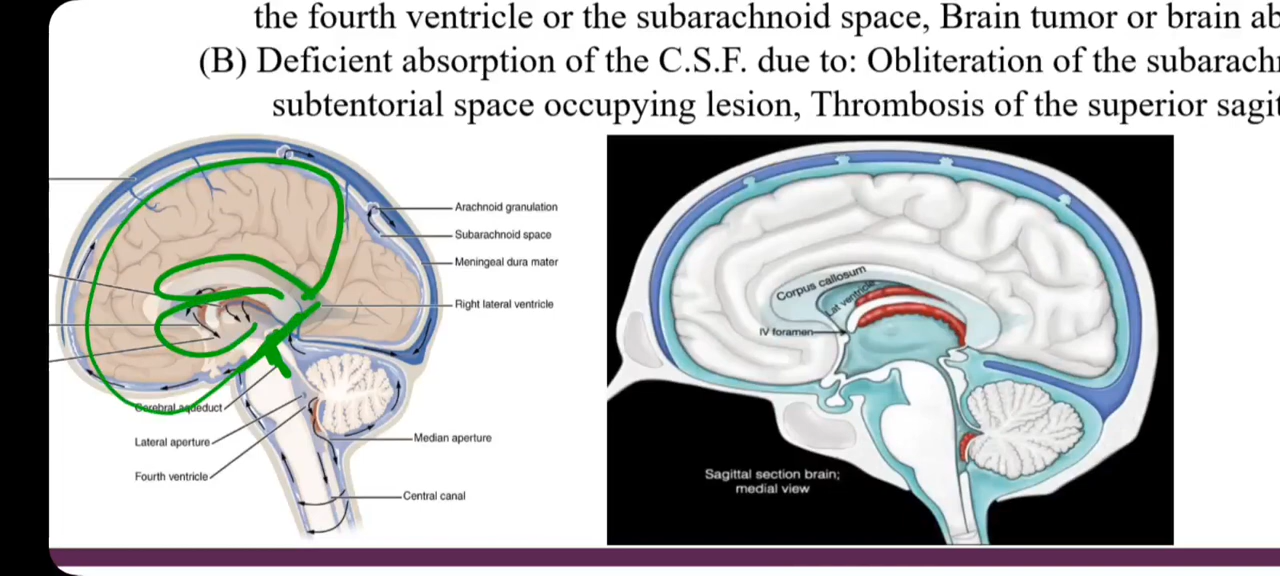 the fourth ventricle or the subarachnoid space, Brain tumor or brain
(B) Deficient absorption of the C.S.F. due to: Obliteration of the
subtentorial space occupying lesion, Thrombosis of the superior
Arachnoid granulation
Subarachnoid space
Meningeal dura mater
Right lateral ventricle
Cerebral aqueduct
Lateral aperture
Fourth ventricle
Median aperture
Central canal
Corpus callosum
Lat ventricle
IV foramen
Sagittal section brain;
medial view